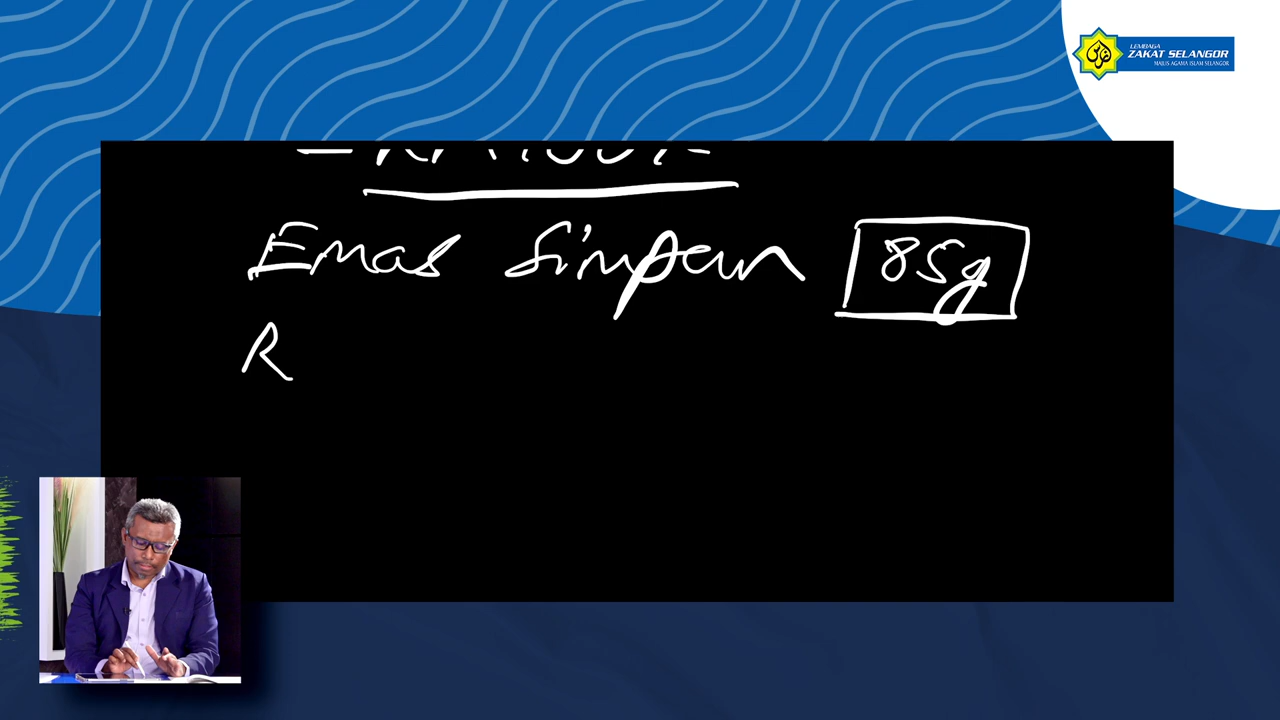 LEMBAGA
ZAKAT SELANGOR
MAJLIS AGAMA ISLAM SELANGOR
Emas Simpan 85g
R